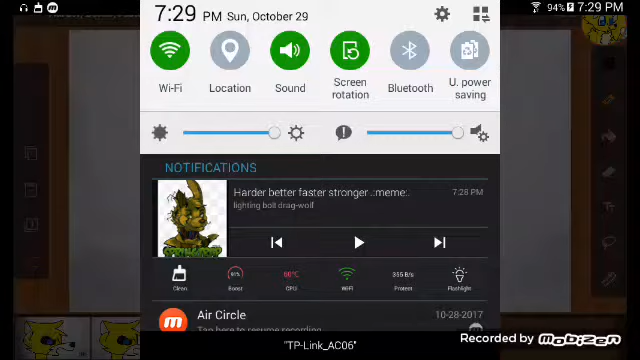 94% 7:29 PM
7:29 PM Sun, October 29
Wi-Fi
Location
Sound
Screen
rotation
Bluetooth
U. power
saving
NOTIFICATIONS
Harder better faster stronger .:meme:.
7:28 PM
lighting bolt drag-wolf
Clean
Boost
CPU
WiFi
355 B/s
Protect
Flashlight
Air Circle
10-28-2017
Tap here to resume recording
Recorded by MOBIZEN
"TP-Link_AC06"